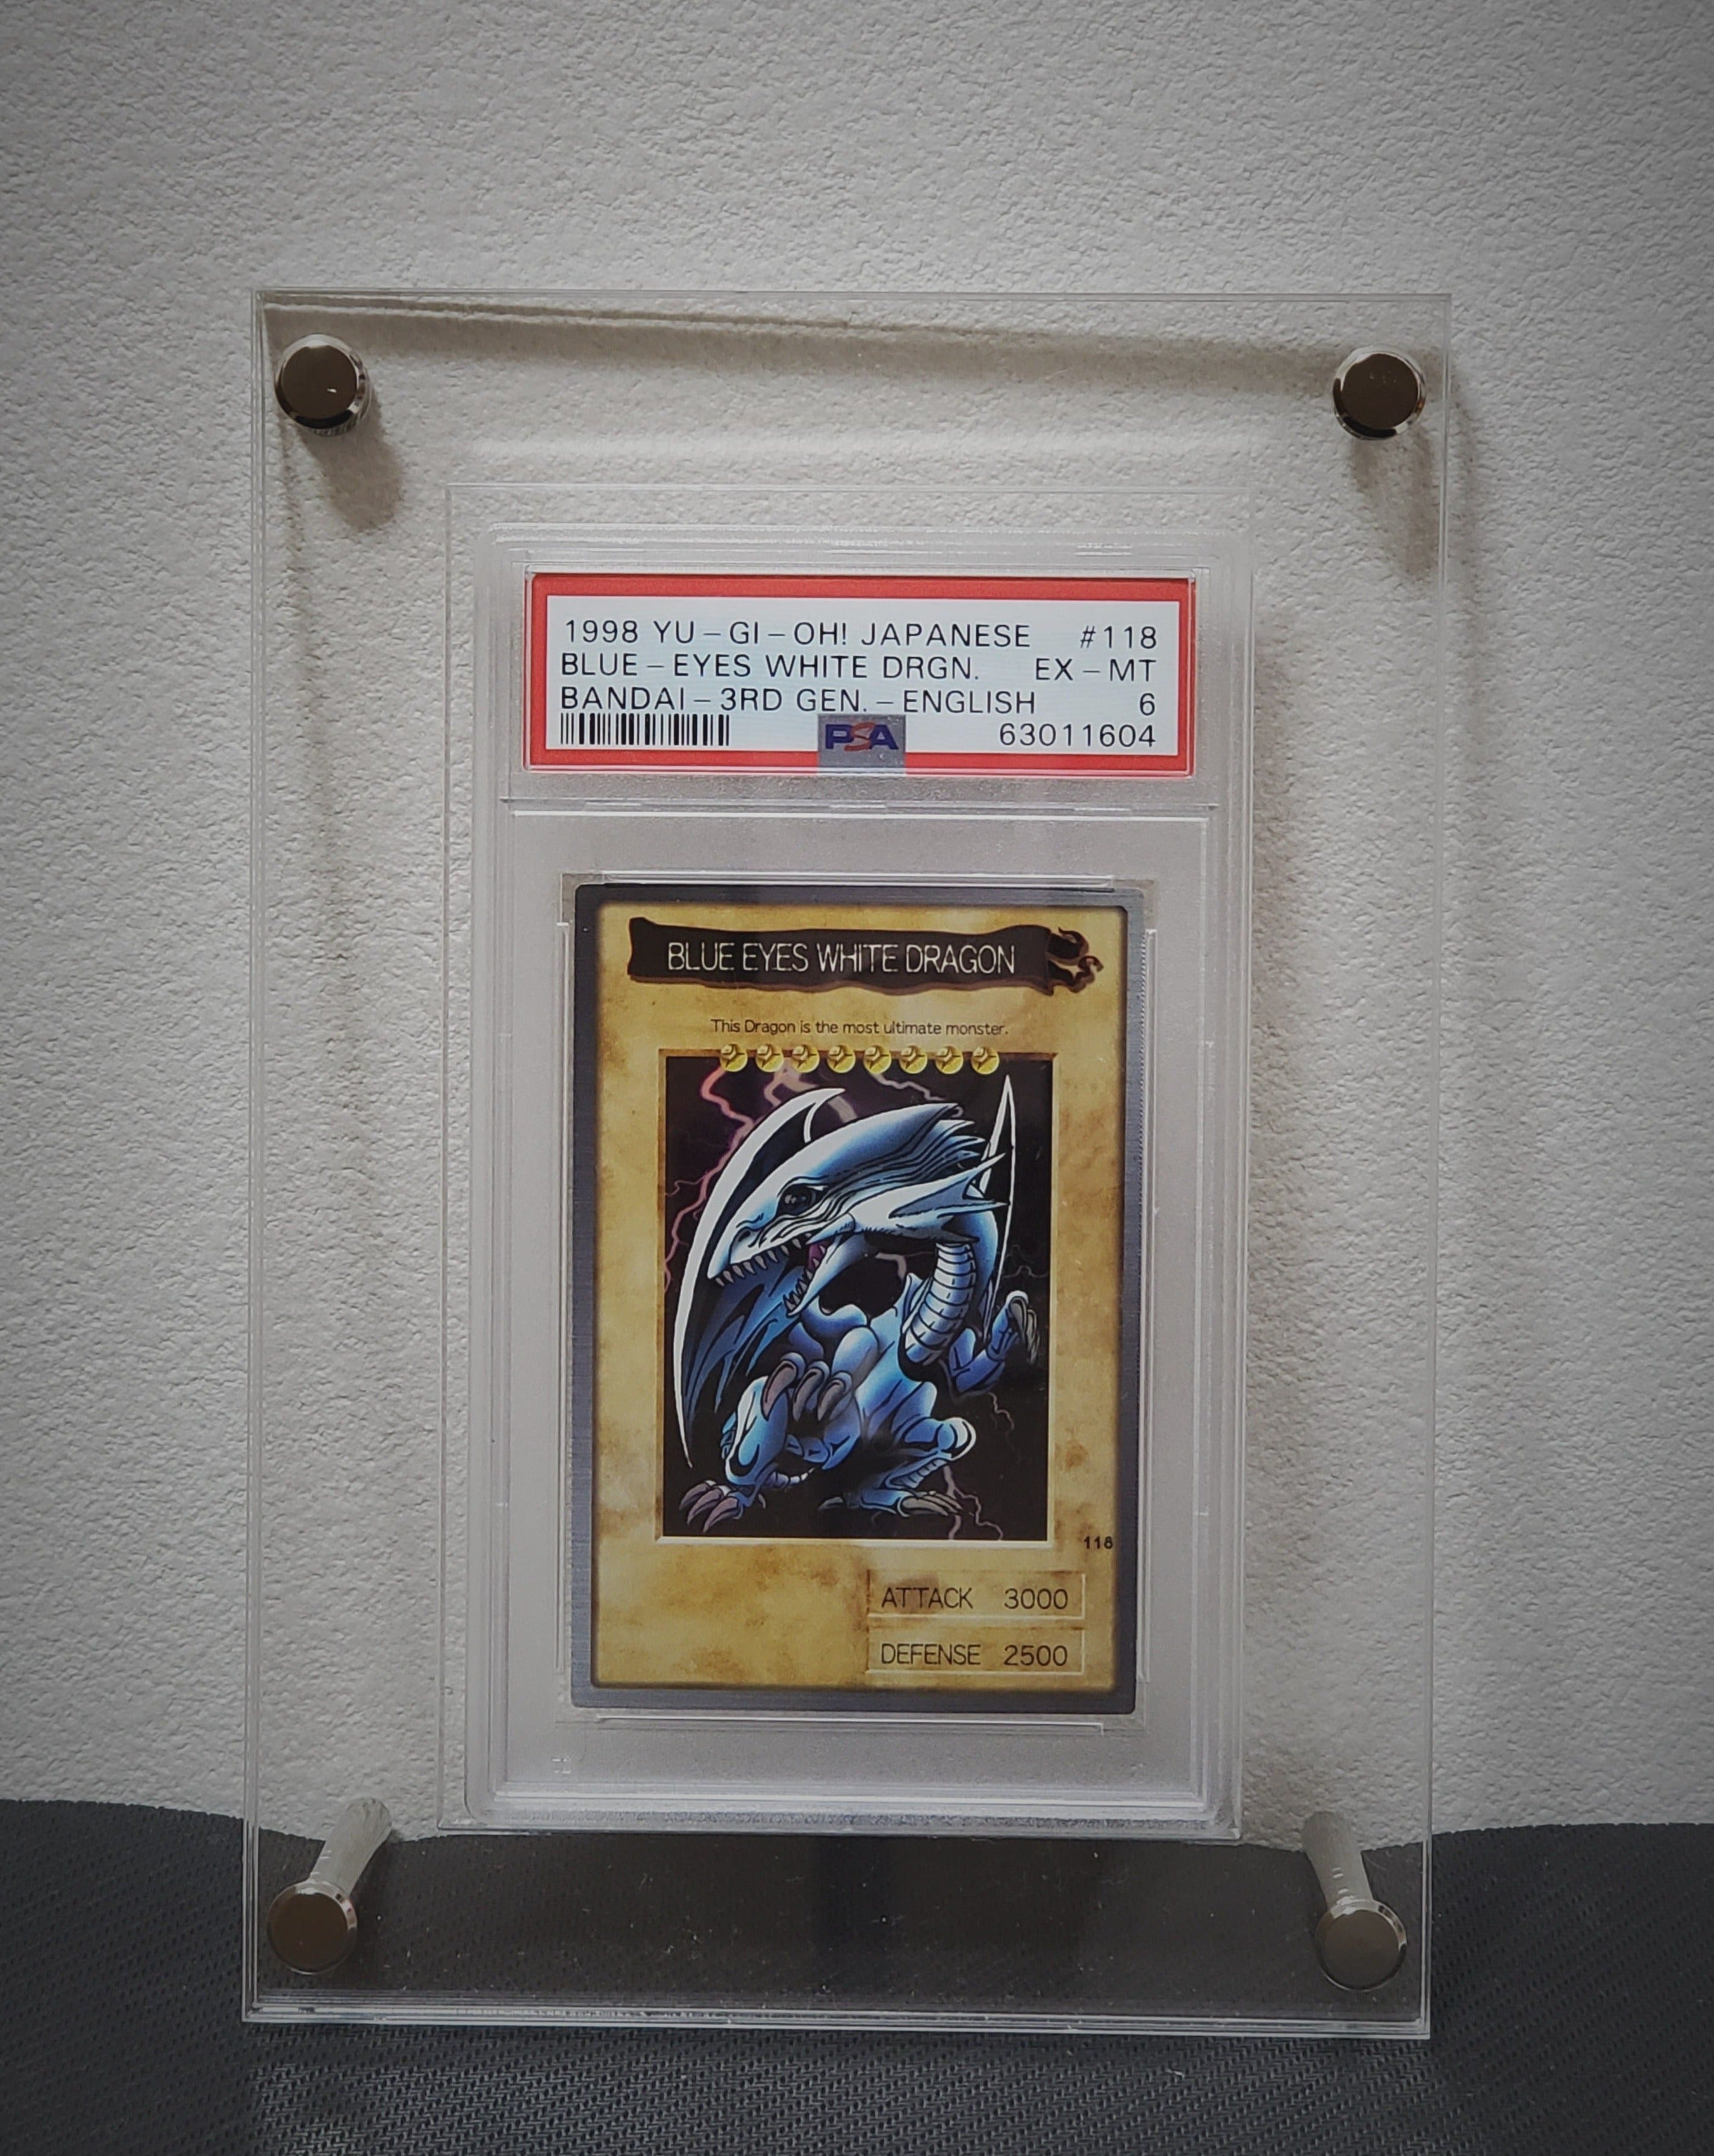 1998 YU-GI-OH! JAPANESE #118
BLUE-EYES WHITE DRGN. EX-MT
BANDAI-3RD GEN.-ENGLISH 6
PSA 63011604
BLUE EYES WHITE DRAGON
This Dragon is the most ultimate monster.
118
ATTACK 3000
DEFENSE 2500